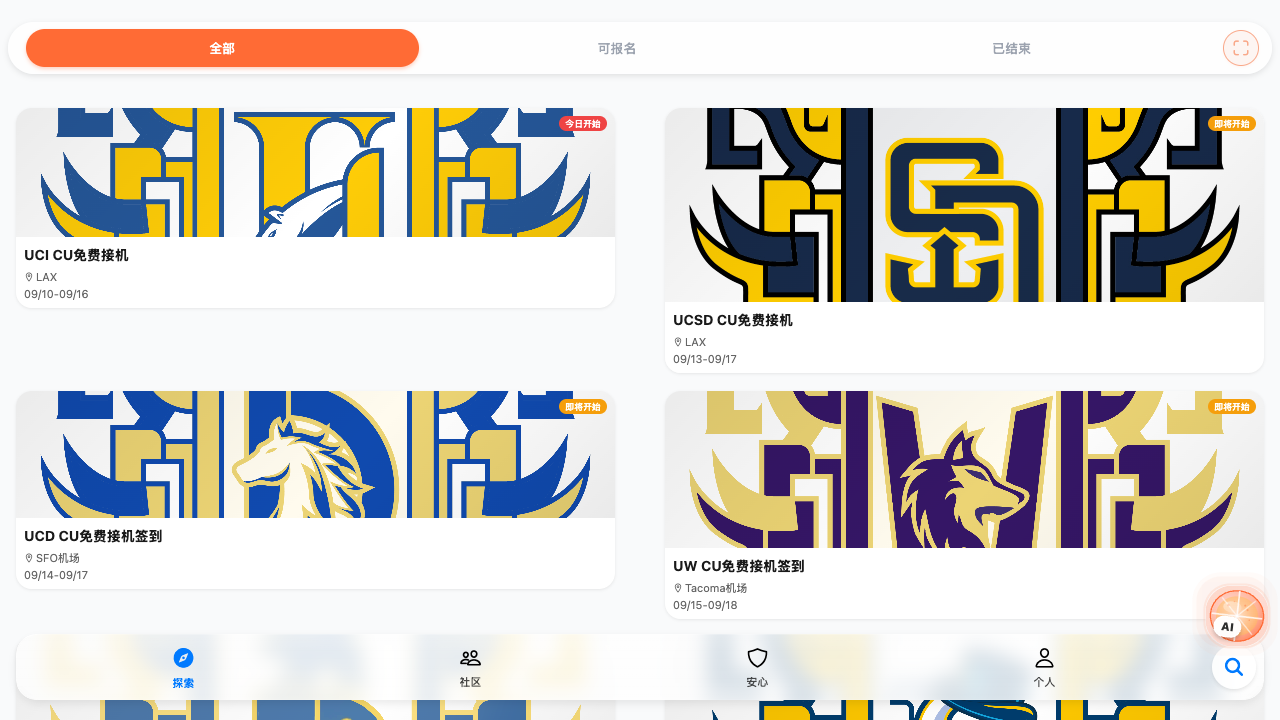 全部
可报名
已结束
今日开始
UCI CU免费接机
LAX
09/10-09/16
即将开始
UCSD CU免费接机
LAX
09/13-09/17
即将开始
UCD CU免费接机签到
SFO机场
09/14-09/17
即将开始
UW CU免费接机签到
Tacoma机场
09/15-09/18
AI
探索
社区
安心
个人